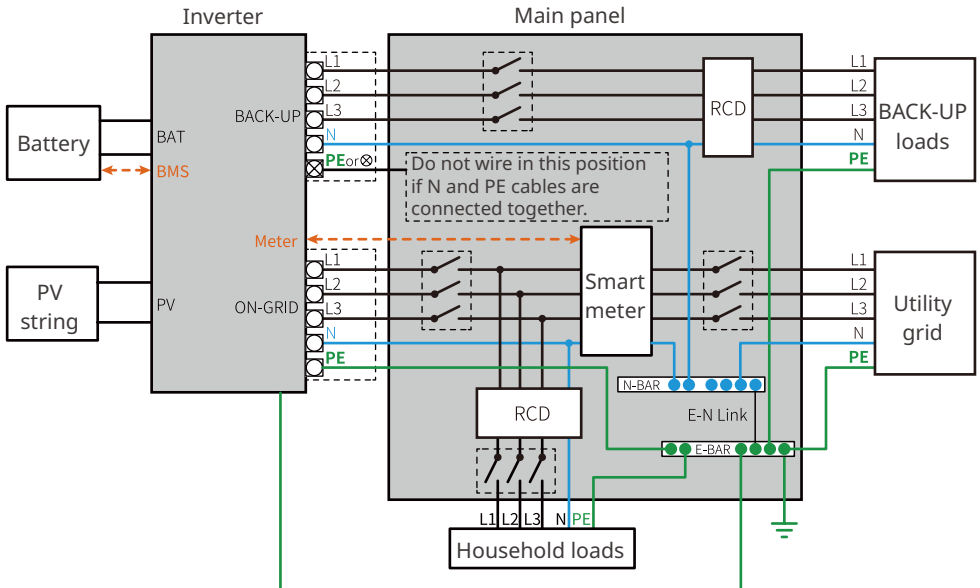 Inverter
Main panel
L1
L2
L3
N
PE or ⊗
BACK-UP
RCD
L1
L2
L3
N
PE
BACK-UP
loads
Battery
BAT
BMS
Do not wire in this position
if N and PE cables are
connected together.
Meter
PV
string
PV
ON-GRID
L1
L2
L3
N
PE
Smart
meter
L1
L2
L3
N
PE
Utility
grid
N-BAR
E-N Link
RCD
E-BAR
L1 L2 L3 N PE
Household loads